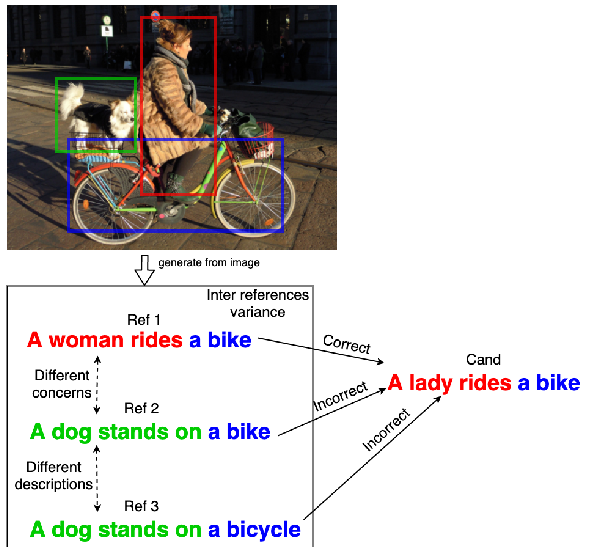 generate from image
Inter references
variance
Ref 1
A woman rides a bike
Correct
Different
concerns
Cand
A lady rides a bike
Ref 2
A dog stands on a bike
Incorrect
Different
descriptions
Incorrect
Ref 3
A dog stands on a bicycle